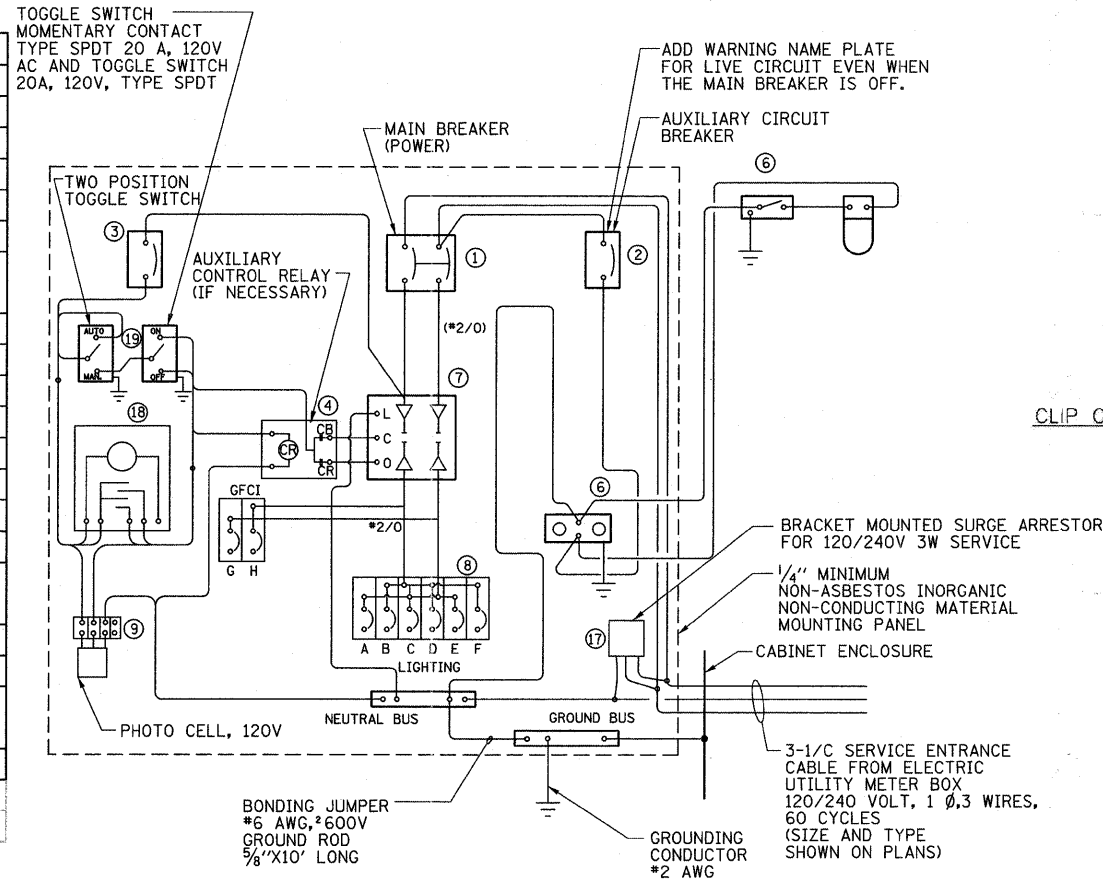 TOGGLE SWITCH
MOMENTARY CONTACT
TYPE SPDT 20 A, 120V
AC AND TOGGLE SWITCH
20A, 120V, TYPE SPDT
ADD WARNING NAME PLATE
FOR LIVE CIRCUIT EVEN WHEN
THE MAIN BREAKER IS OFF.
MAIN BREAKER
(POWER)
AUXILIARY CIRCUIT
BREAKER
6
TWO POSITION
TOGGLE SWITCH
3
AUXILIARY
CONTROL RELAY
(IF NECESSARY)
1
2
(#2/0)
AUTO
MAN.
19
ON
OFF
7
18
4
L
C
O
CB
CR
CR
CLIP
GFCI
6
#2/0
G H
BRACKET MOUNTED SURGE ARRESTOR
FOR 120/240V 3W SERVICE
8
1/4" MINIMUM
NON-ASBESTOS INORGANIC
NON-CONDUCTING MATERIAL
MOUNTING PANEL
9
17
A B C D E F
LIGHTING
CABINET ENCLOSURE
NEUTRAL BUS
GROUND BUS
PHOTO CELL, 120V
3-1/C SERVICE ENTRANCE
CABLE FROM ELECTRIC
UTILITY METER BOX
120/240 VOLT, 1 Ø,3 WIRES,
60 CYCLES
(SIZE AND TYPE
SHOWN ON PLANS)
BONDING JUMPER
#6 AWG,²600V
GROUND ROD
5/8"X10' LONG
GROUNDING
CONDUCTOR
#2 AWG